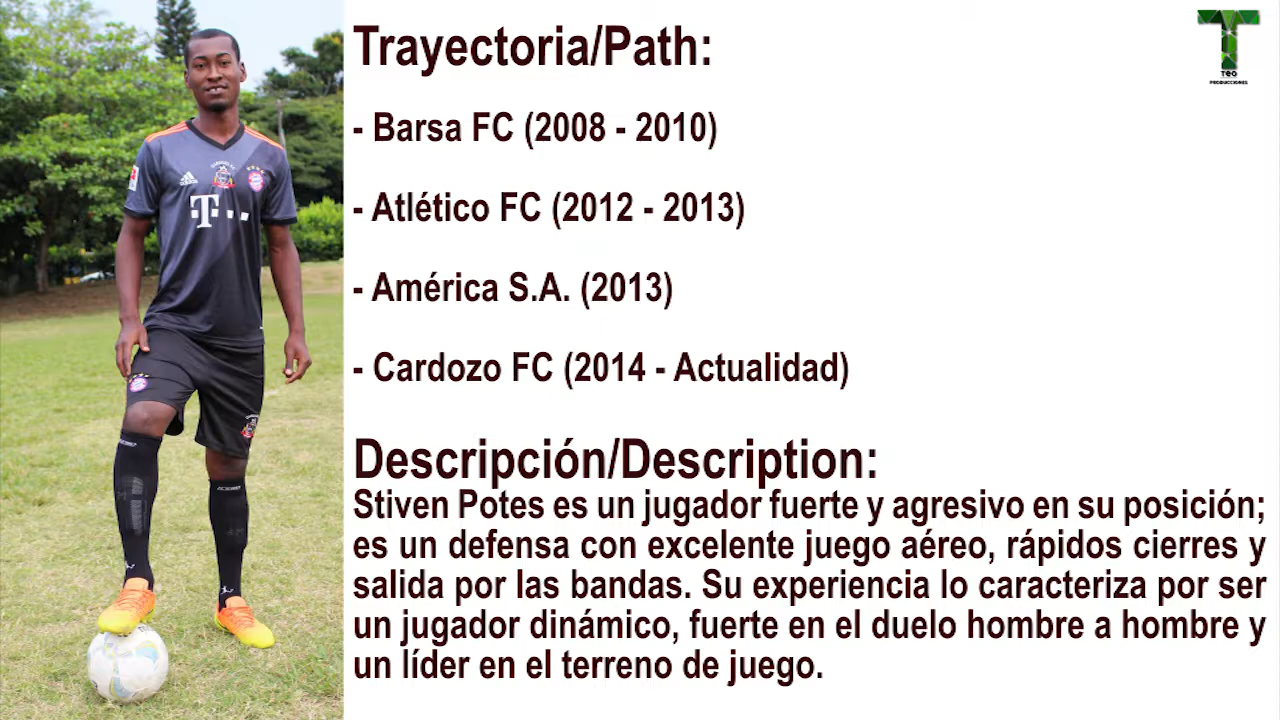 Trayectoria/Path:
- Barsa FC (2008 - 2010)
- Atlético FC (2012 - 2013)
- América S.A. (2013)
- Cardozo FC (2014 - Actualidad)
Descripción/Description:
Stiven Potes es un jugador fuerte y agresivo en su posición;
es un defensa con excelente juego aéreo, rápidos cierres y
salida por las bandas. Su experiencia lo caracteriza por ser
un jugador dinámico, fuerte en el duelo hombre a hombre y
un líder en el terreno de juego.
T
TEO
PRODUCCIONES
adidas
T